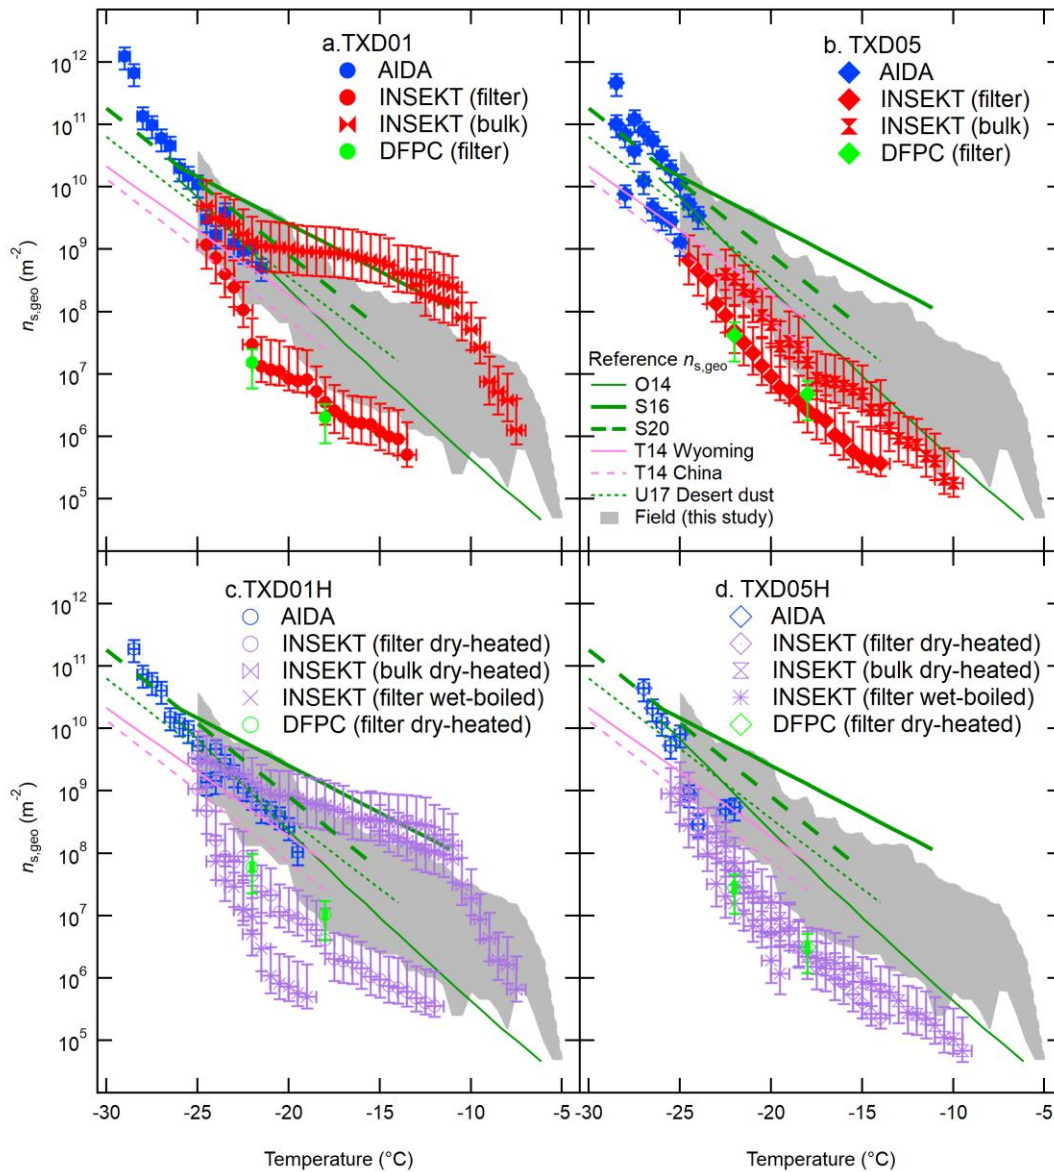 a.TXD01
AIDA
INSEKT (filter)
INSEKT (bulk)
DFPC (filter)
b. TXD05
AIDA
INSEKT (filter)
INSEKT (bulk)
DFPC (filter)
10^12
10^11
10^10
10^9
10^8
10^7
10^6
10^5
n_s,geo (m^-2)
Reference n_s,geo
O14
S16
S20
T14 Wyoming
T14 China
U17 Desert dust
Field (this study)
c.TXD01H
AIDA
INSEKT (filter dry-heated)
INSEKT (bulk dry-heated)
INSEKT (filter wet-boiled)
DFPC (filter dry-heated)
d. TXD05H
AIDA
INSEKT (filter dry-heated)
INSEKT (bulk dry-heated)
INSEKT (filter wet-boiled)
DFPC (filter dry-heated)
10^12
10^11
10^10
10^9
10^8
10^7
10^6
10^5
n_s,geo (m^-2)
-30 -25 -20 -15 -10 -5 -30 -25 -20 -15 -10 -5
Temperature (°C) Temperature (°C)